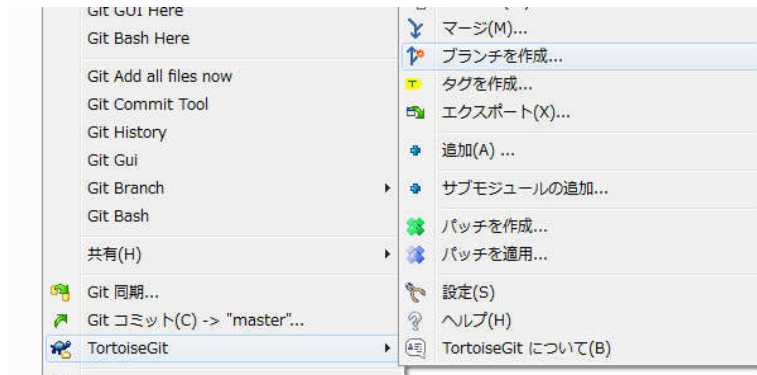 Git GUI Here
Git Bash Here
Git Add all files now
Git Commit Tool
Git History
Git Gui
Git Branch
Git Bash
共有(H)
Git 同期...
Git コミット(C) -> "master"...
TortoiseGit
マージ(M)...
ブランチを作成...
タグを作成...
エクスポート(X)...
追加(A) ...
サブモジュールの追加...
パッチを作成...
パッチを適用...
設定(S)
ヘルプ(H)
TortoiseGit について(B)